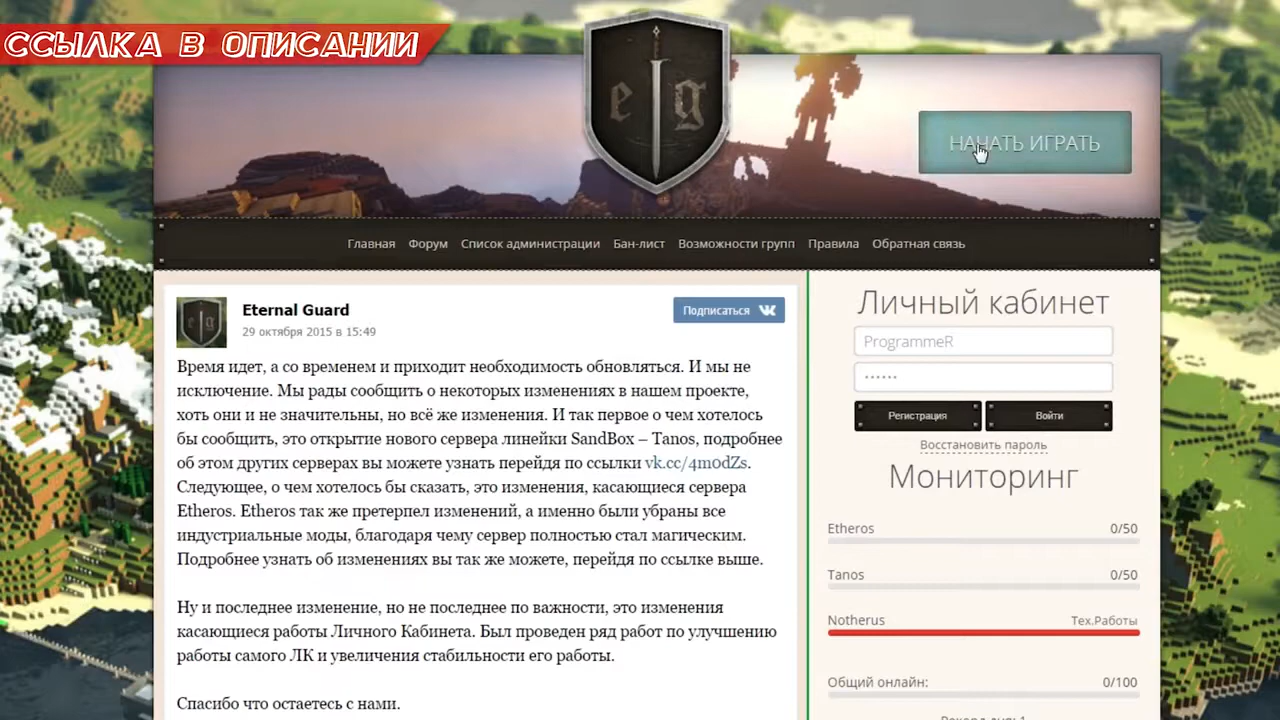 ССЫЛКА В ОПИСАНИИ
e g
НАЧАТЬ ИГРАТЬ
Главная Форум Список администрации Бан-лист Возможности групп Правила Обратная связь
Eternal Guard
29 октября 2015 в 15:49
Подписаться
Время идет, а со временем и приходит необходимость обновляться. И мы не
исключение. Мы рады сообщить о некоторых изменениях в нашем проекте,
хоть они и не значительны, но всё же изменения. И так первое о чем хотелось
бы сообщить, это открытие нового сервера линейки SandBox – Tanos, подробнее
об этом других серверах вы можете узнать перейдя по ссылки vk.cc/4m0dZs.
Следующее, о чем хотелось бы сказать, это изменения, касающиеся сервера
Etheros. Etheros так же претерпел изменений, а именно были убраны все
индустриальные моды, благодаря чему сервер полностью стал магическим.
Подробнее узнать об изменениях вы так же можете, перейдя по ссылке выше.
Ну и последнее изменение, но не последнее по важности, это изменения
касающиеся работы Личного Кабинета. Был проведен ряд работ по улучшению
работы самого ЛК и увеличения стабильности его работы.
Спасибо что остаетесь с нами.
Личный кабинет
ProgrammeR
••••••
Регистрация Войти
Восстановить пароль
Мониторинг
Etheros 0/50
Tanos 0/50
Notherus Тех.Работы
Общий онлайн: 0/100